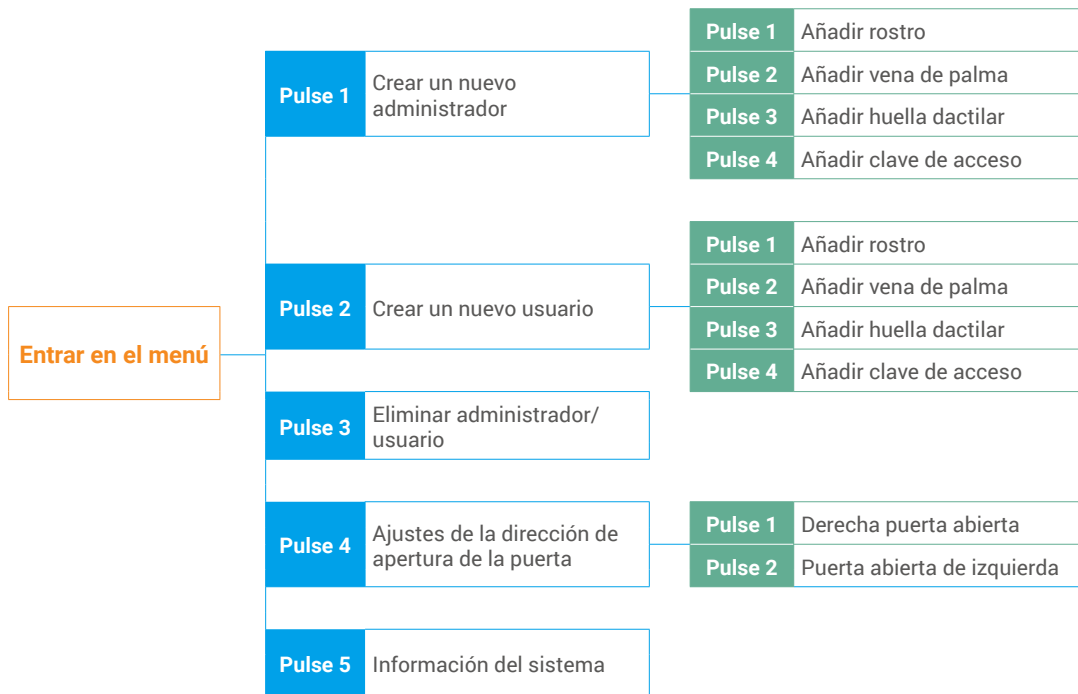 Entrar en el menú
Pulse 1
Crear un nuevo
administrador
Pulse 1 Añadir rostro
Pulse 2 Añadir vena de palma
Pulse 3 Añadir huella dactilar
Pulse 4 Añadir clave de acceso
Pulse 2
Crear un nuevo usuario
Pulse 1 Añadir rostro
Pulse 2 Añadir vena de palma
Pulse 3 Añadir huella dactilar
Pulse 4 Añadir clave de acceso
Pulse 3
Eliminar administrador/
usuario
Pulse 4
Ajustes de la dirección de
apertura de la puerta
Pulse 1 Derecha puerta abierta
Pulse 2 Puerta abierta de izquierda
Pulse 5
Información del sistema